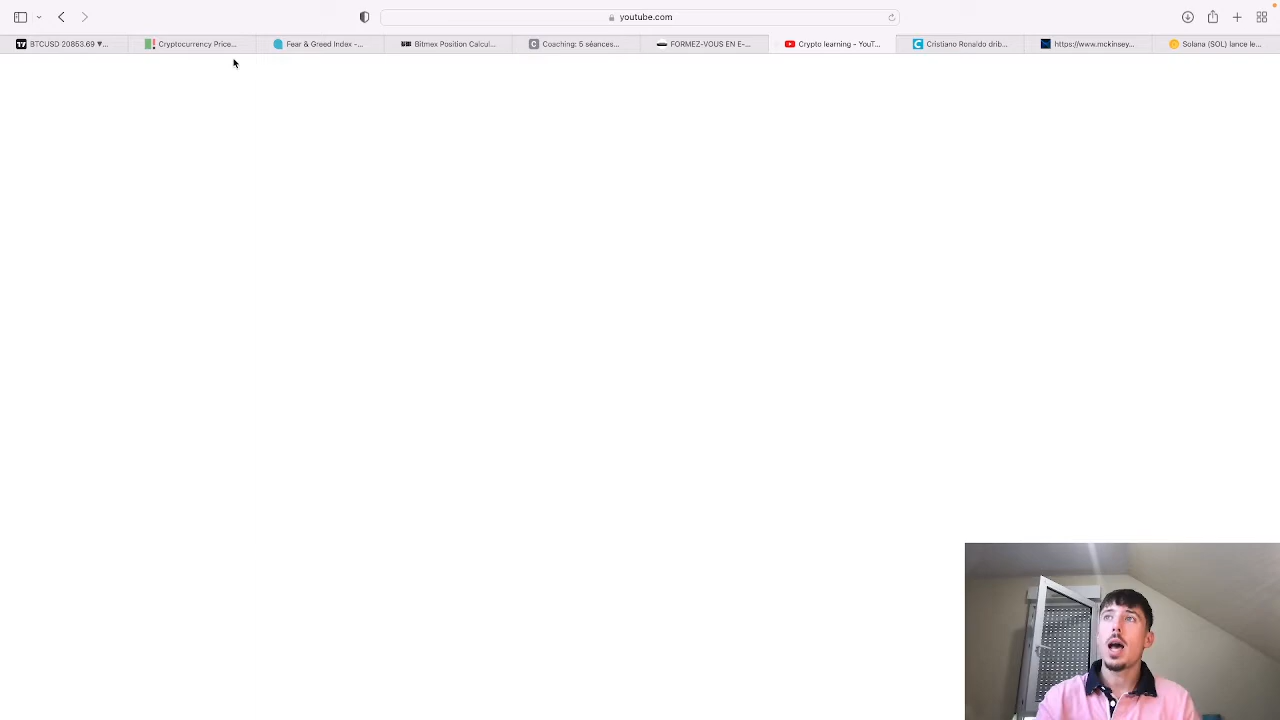 youtube.com
BTCUSD 20853.69 ▼...
Cryptocurrency Price...
Fear & Greed Index -...
Bitmex Position Calcul...
Coaching: 5 séances...
FORMEZ-VOUS EN E-...
Crypto learning - YouT...
Cristiano Ronaldo drib...
https://www.mckinsey...
Solana (SOL) lance le...